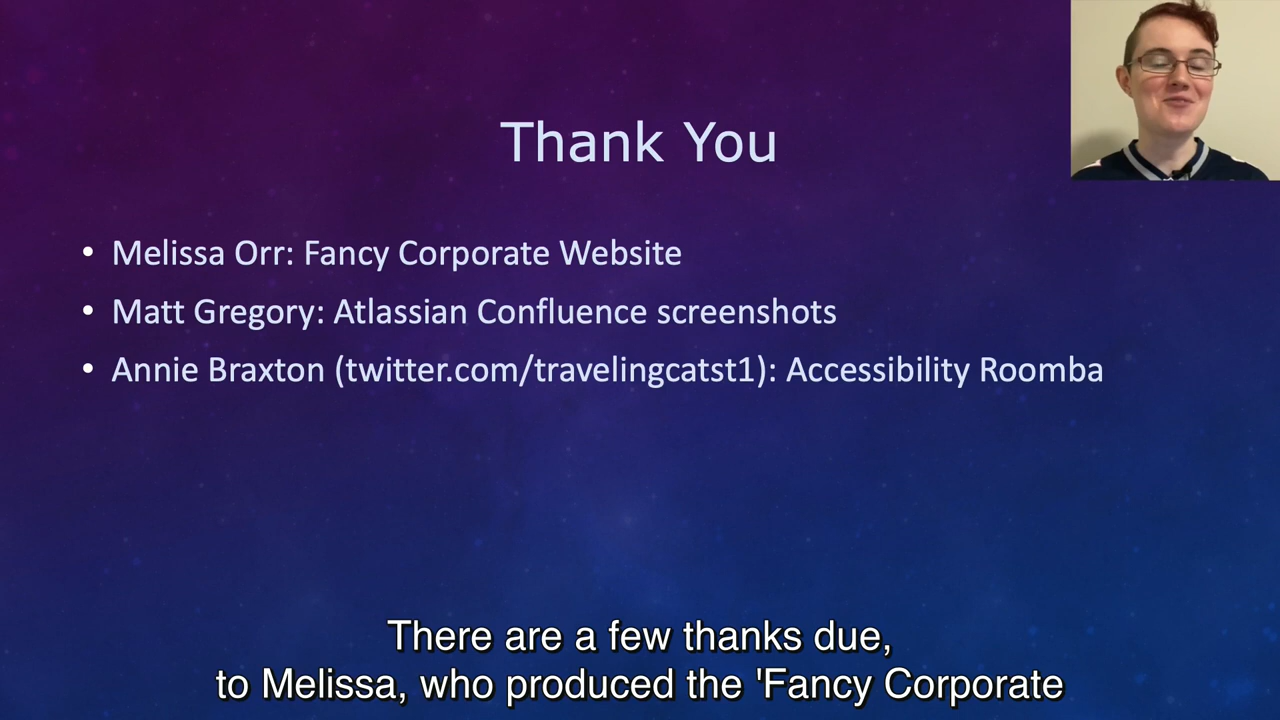 Thank You
• Melissa Orr: Fancy Corporate Website
• Matt Gregory: Atlassian Confluence screenshots
• Annie Braxton (twitter.com/travelingcatst1): Accessibility Roomba
There are a few thanks due,
to Melissa, who produced the 'Fancy Corporate